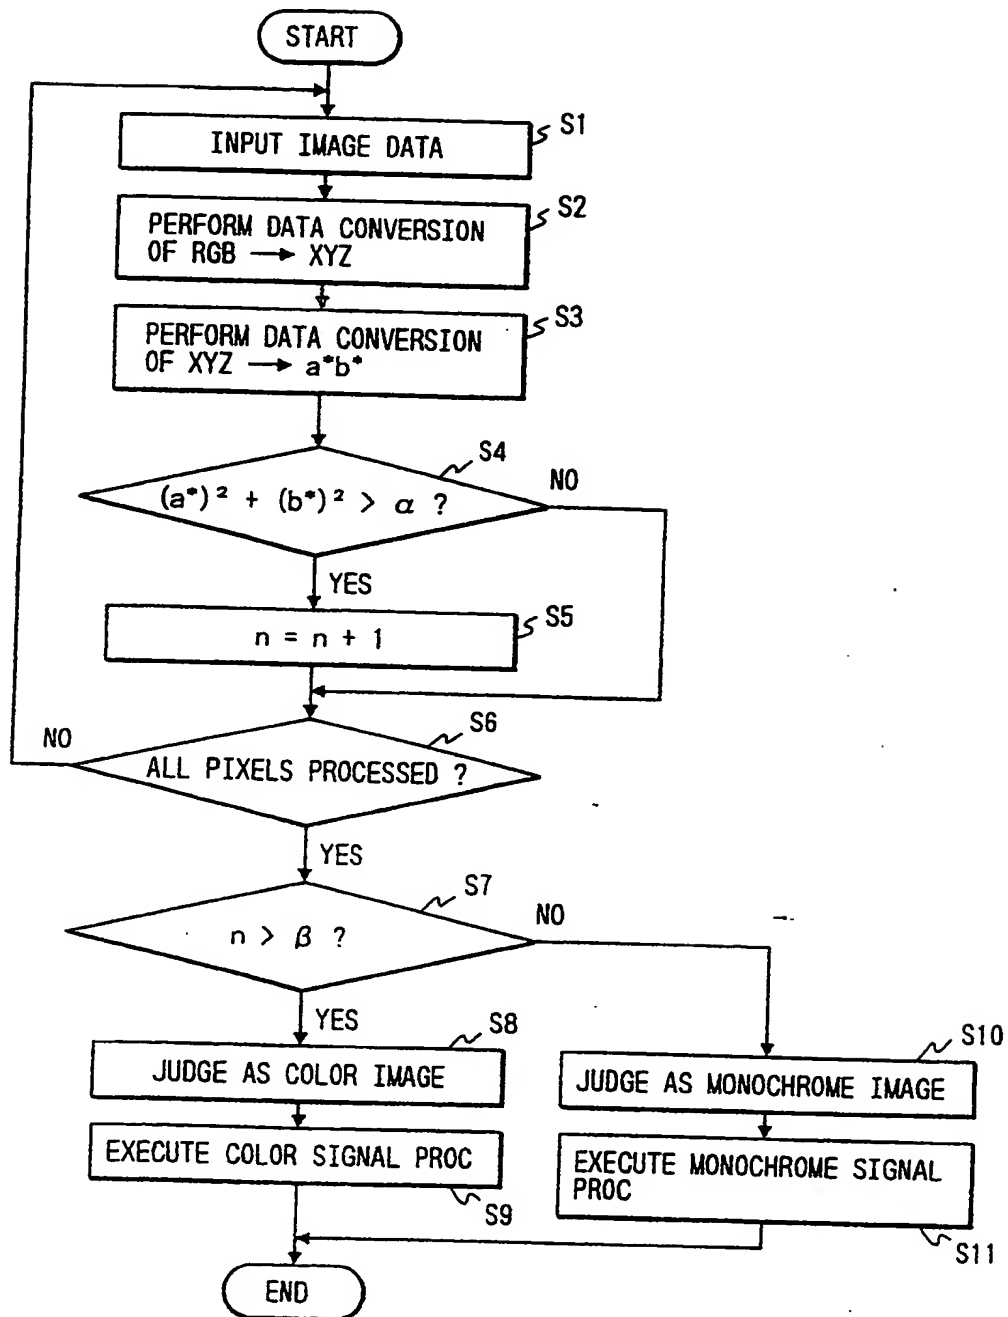 START
INPUT IMAGE DATA
S1
PERFORM DATA CONVERSION
OF RGB → XYZ
S2
PERFORM DATA CONVERSION
OF XYZ → a*b*
S3
(a*)² + (b*)² > α ?
S4
NO
YES
n = n + 1
S5
ALL PIXELS PROCESSED ?
S6
NO
YES
n > β ?
S7
NO
YES
JUDGE AS COLOR IMAGE
S8
EXECUTE COLOR SIGNAL PROC
S9
JUDGE AS MONOCHROME IMAGE
S10
EXECUTE MONOCHROME SIGNAL
PROC
S11
END